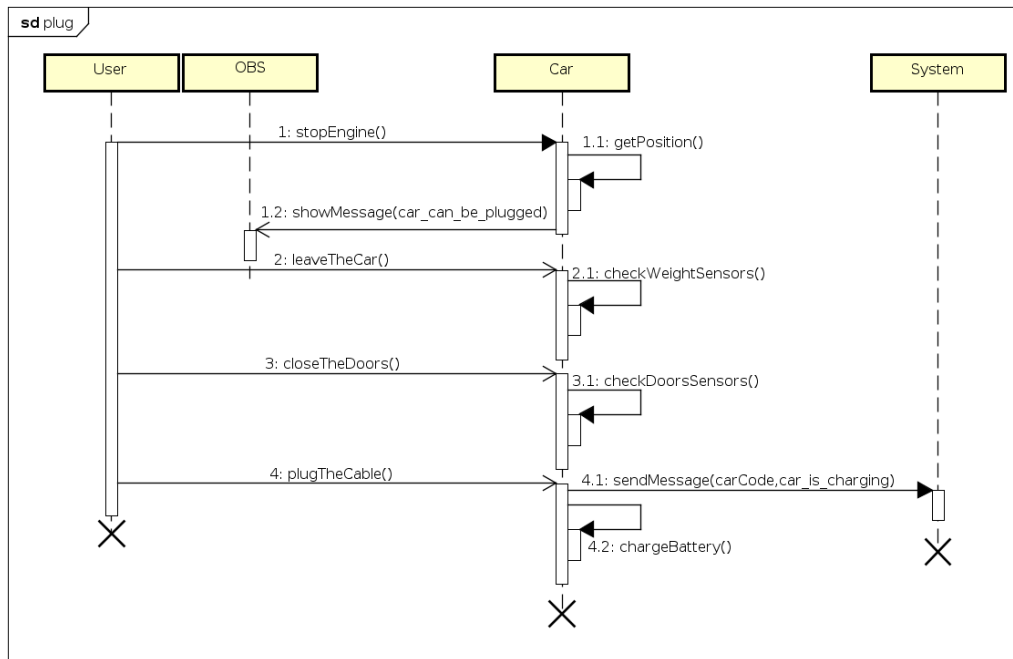 sd plug
User
OBS
Car
System
1: stopEngine()
1.1: getPosition()
1.2: showMessage(car_can_be_plugged)
2: leaveTheCar()
2.1: checkWeightSensors()
3: closeTheDoors()
3.1: checkDoorsSensors()
4: plugTheCable()
4.1: sendMessage(carCode,car_is_charging)
4.2: chargeBattery()